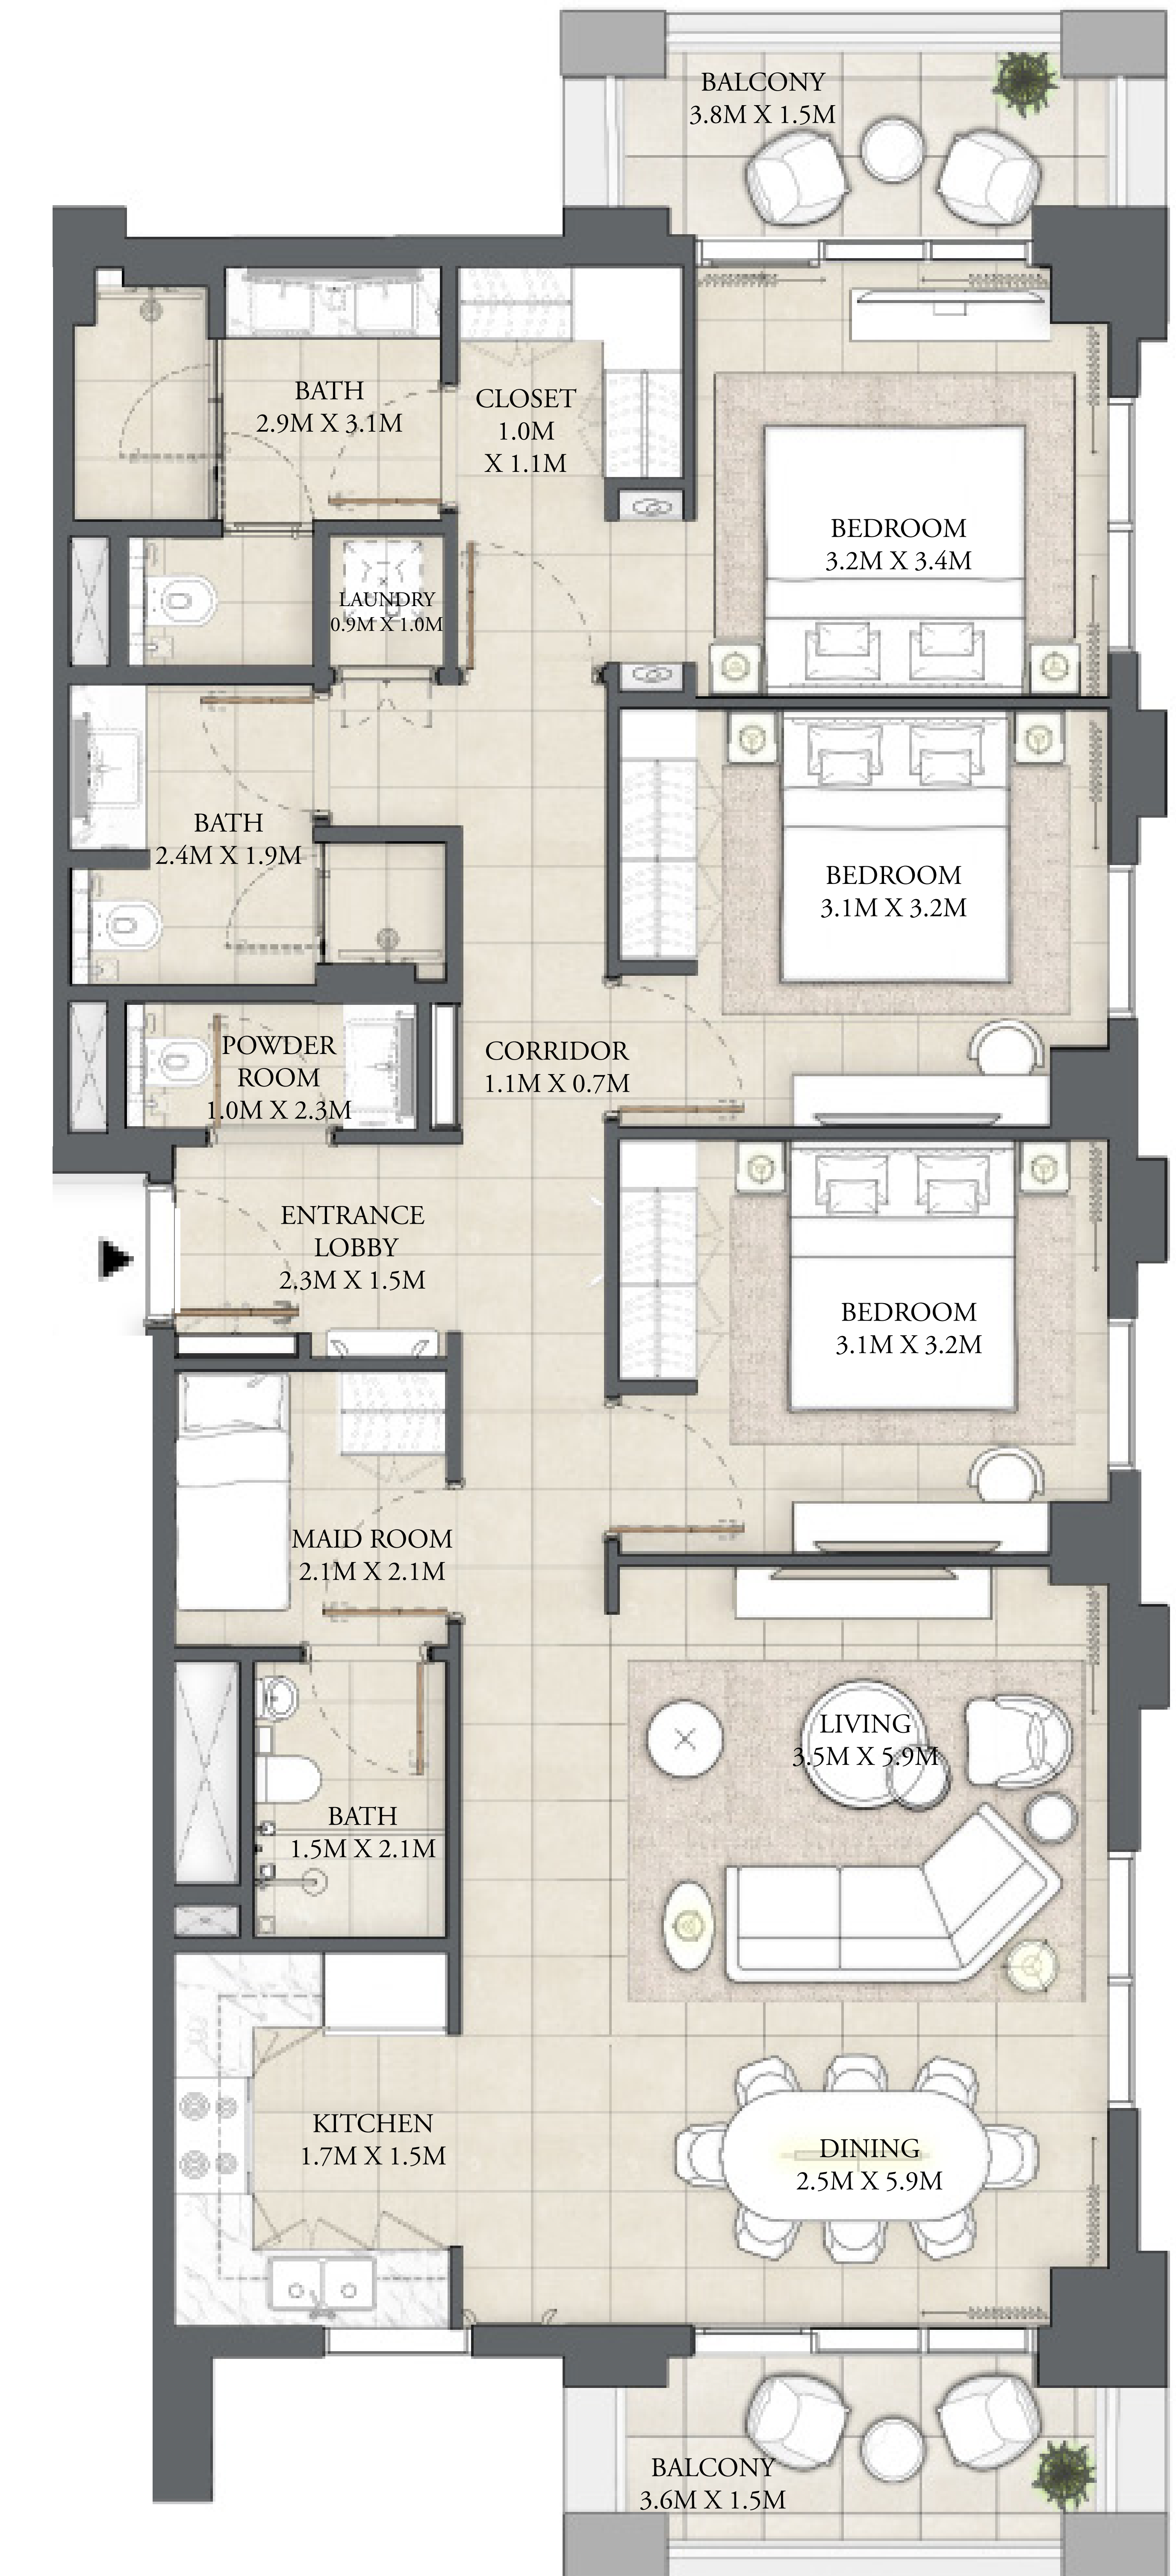 BALCONY
3.8M X 1.5M
BATH
2.9M X 3.1M
CLOSET
1.0M
X 1.1M
BEDROOM
3.2M X 3.4M
LAUNDRY
0.9M X 1.0M
BATH
2.4M X 1.9M
BEDROOM
3.1M X 3.2M
POWDER
ROOM
1.0M X 2.3M
CORRIDOR
1.1M X 0.7M
ENTRANCE
LOBBY
2.3M X 1.5M
BEDROOM
3.1M X 3.2M
MAID ROOM
2.1M X 2.1M
LIVING
3.5M X 5.9M
BATH
1.5M X 2.1M
KITCHEN
1.7M X 1.5M
DINING
2.5M X 5.9M
BALCONY
3.6M X 1.5M